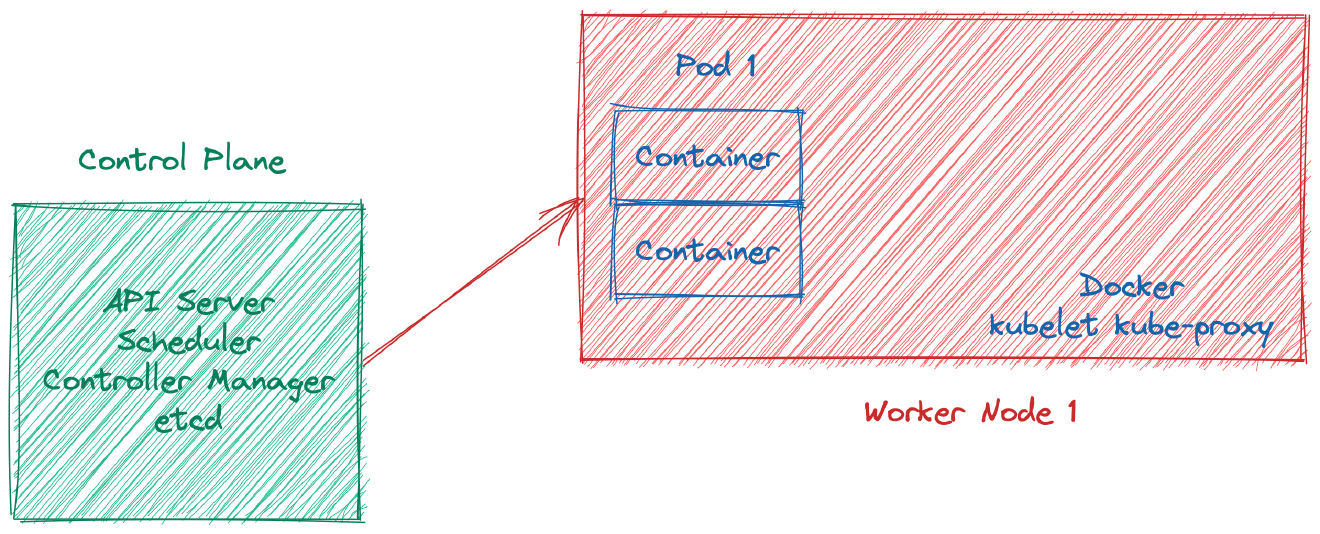 Control Plane
API Server
Scheduler
Controller Manager
etcd
Pod 1
Container
Container
Docker
kubelet kube-proxy
Worker Node 1